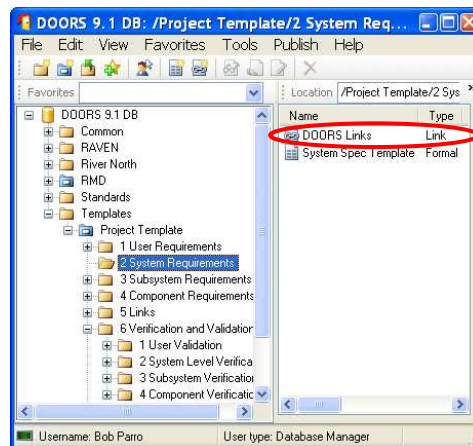 DOORS 9.1 DB: /Project Template/2 System Req...
File Edit View Favorites Tools Publish Help
Favorites
Location /Project Template/2 Sys
DOORS 9.1 DB
Common
RAVEN
River North
RMD
Standards
Templates
Project Template
1 User Requirements
2 System Requirements
3 Subsystem Requirements
4 Component Requirements
5 Links
6 Verification and Validation
1 User Validation
2 System Level Verifica
3 Subsystem Verification
4 Component Verificatic
Name Type
DOORS Links Link
System Spec Template Formal
Username: Bob Parro User type: Database Manager